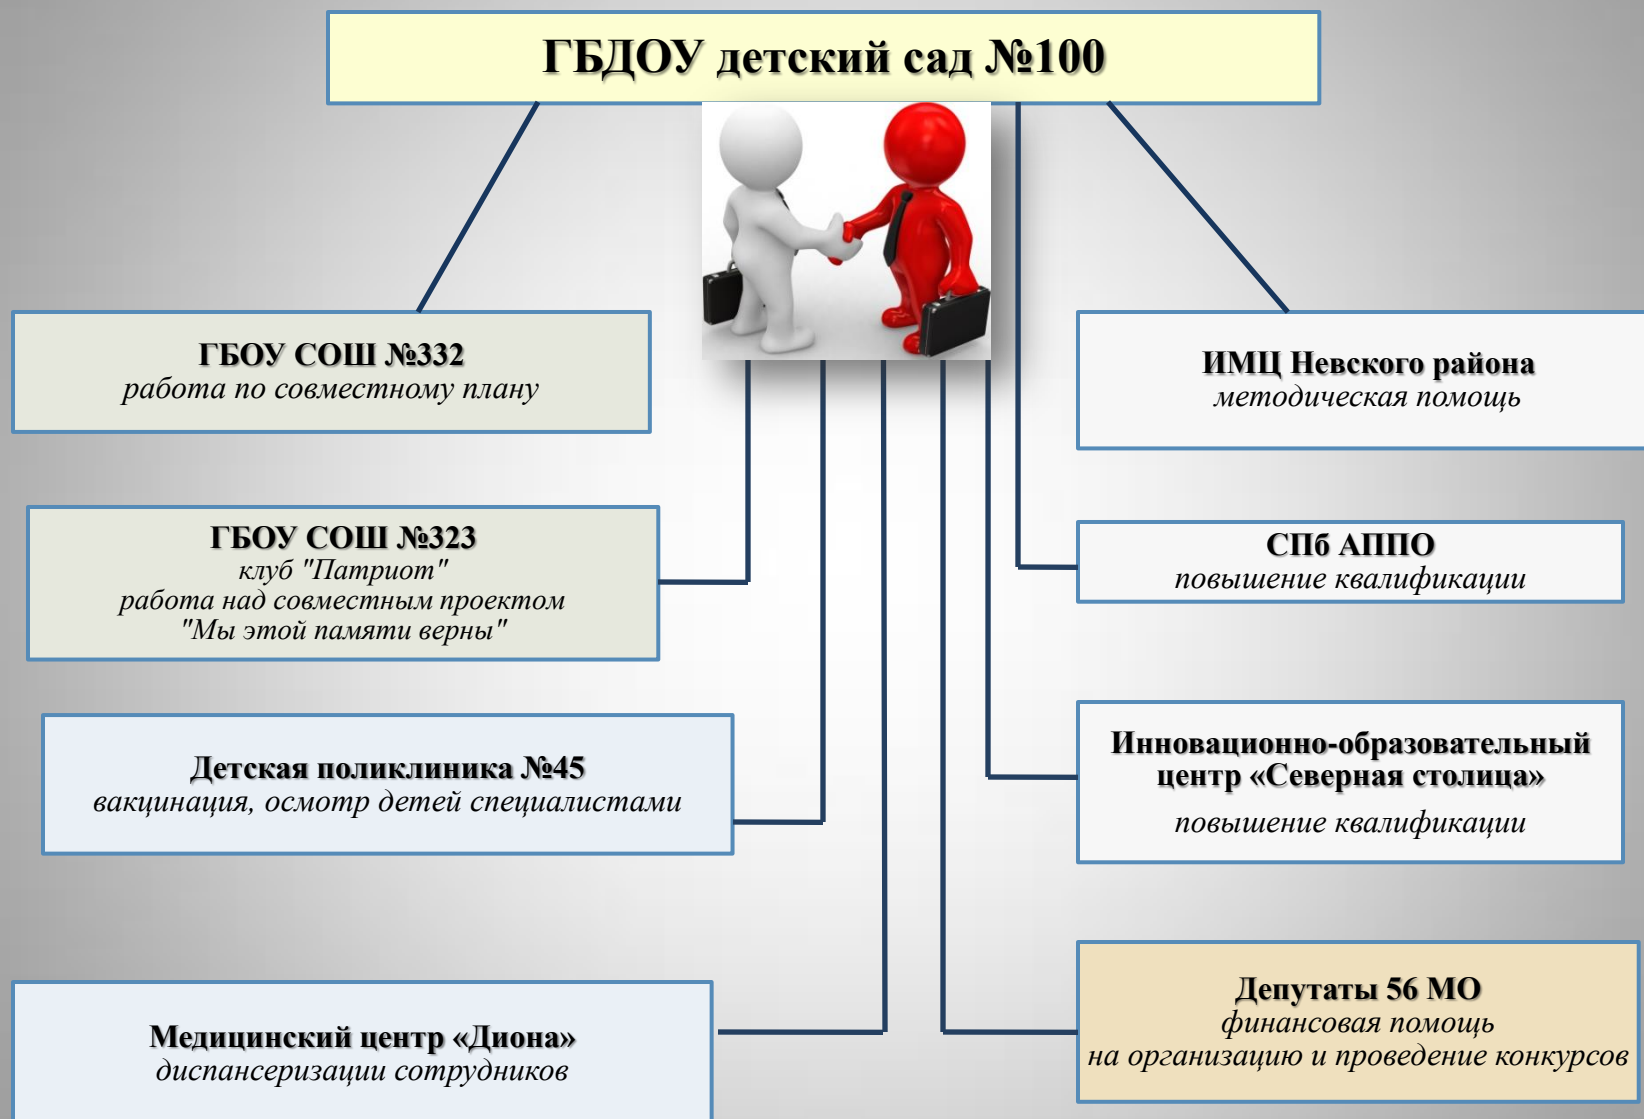 ГБДОУ детский сад №100
ГБОУ СОШ №332
работа по совместному плану
ГБОУ СОШ №323
клуб "Патриот"
работа над совместным проектом
"Мы этой памяти верны"
Детская поликлиника №45
вакцинация, осмотр детей специалистами
Медицинский центр «Диона»
диспансеризации сотрудников
ИМЦ Невского района
методическая помощь
СПб АППО
повышение квалификации
Инновационно-образовательный
центр «Северная столица»
повышение квалификации
Депутаты 56 МО
финансовая помощь
на организацию и проведение конкурсов